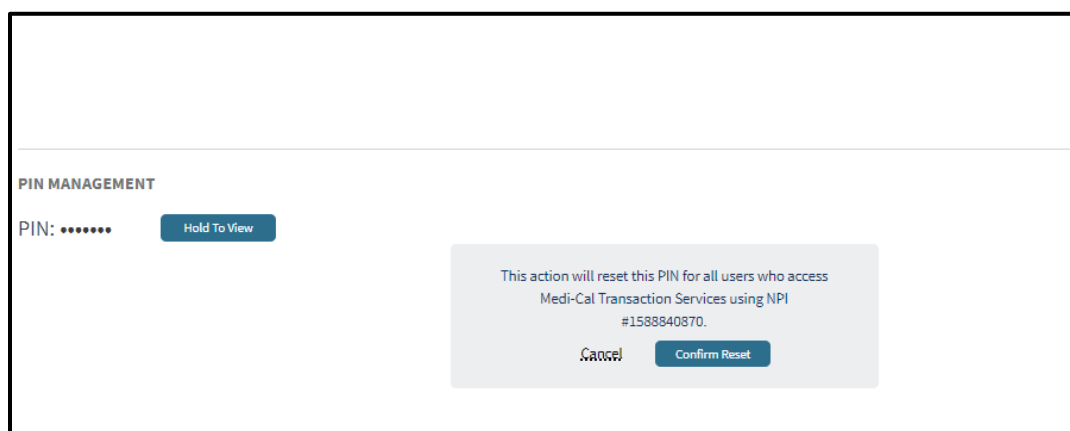 PIN MANAGEMENT
PIN: •••••••
Hold To View
This action will reset this PIN for all users who access
Medi-Cal Transaction Services using NPI
#1588840870.
Cancel
Confirm Reset